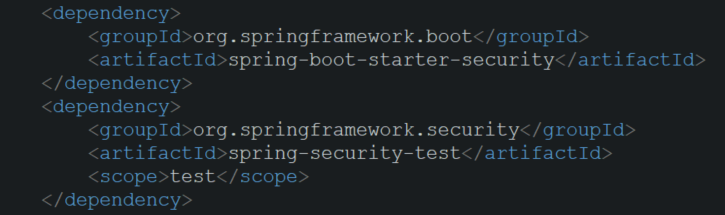 <dependency>
    <groupId>org.springframework.boot</groupId>
    <artifactId>spring-boot-starter-security</artifactId>
</dependency>
<dependency>
    <groupId>org.springframework.security</groupId>
    <artifactId>spring-security-test</artifactId>
    <scope>test</scope>
</dependency>